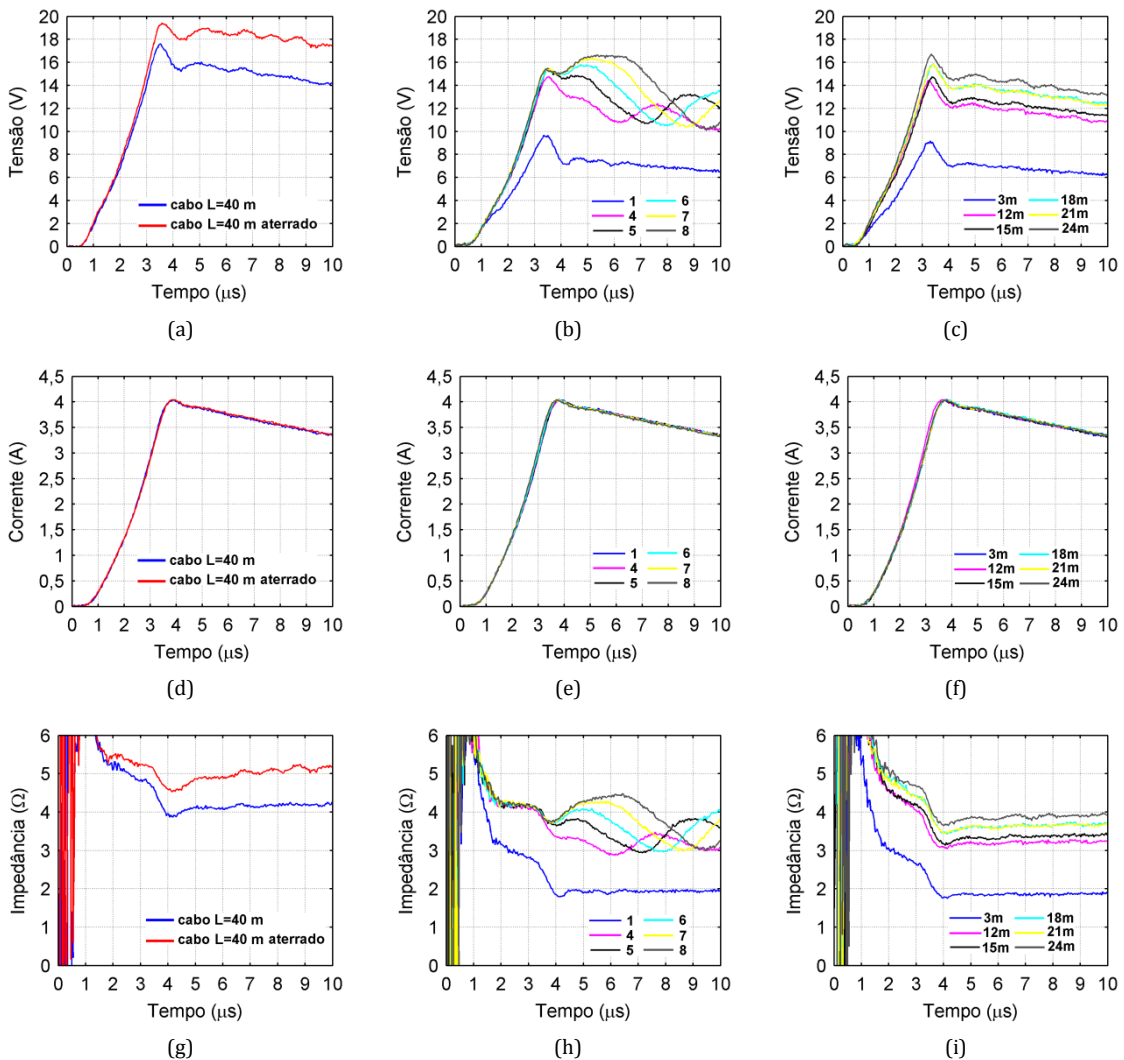 Tensão (V)
20
18
16
14
12
10
8
6
4
2
0
cabo L=40 m
cabo L=40 m aterrado
0 1 2 3 4 5 6 7 8 9 10
Tempo (μs)
(a)
Tensão (V)
20
18
16
14
12
10
8
6
4
2
0
1 6
4 7
5 8
0 1 2 3 4 5 6 7 8 9 10
Tempo (μs)
(b)
Tensão (V)
20
18
16
14
12
10
8
6
4
2
0
3m 18m
12m 21m
15m 24m
0 1 2 3 4 5 6 7 8 9 10
Tempo (μs)
(c)
Corrente (A)
4,5
4
3,5
3
2,5
2
1,5
1
0,5
0
cabo L=40 m
cabo L=40 m aterrado
0 1 2 3 4 5 6 7 8 9 10
Tempo (μs)
(d)
Corrente (A)
4,5
4
3,5
3
2,5
2
1,5
1
0,5
0
1 6
4 7
5 8
0 1 2 3 4 5 6 7 8 9 10
Tempo (μs)
(e)
Corrente (A)
4,5
4
3,5
3
2,5
2
1,5
1
0,5
0
3m 18m
12m 21m
15m 24m
0 1 2 3 4 5 6 7 8 9 10
Tempo (μs)
(f)
Impedância (Ω)
6
5
4
3
2
1
0
cabo L=40 m
cabo L=40 m aterrado
0 1 2 3 4 5 6 7 8 9 10
Tempo (μs)
(g)
Impedância (Ω)
6
5
4
3
2
1
0
1 6
4 7
5 8
0 1 2 3 4 5 6 7 8 9 10
Tempo (μs)
(h)
Impedância (Ω)
6
5
4
3
2
1
0
3m 18m
12m 21m
15m 24m
0 1 2 3 4 5 6 7 8 9 10
Tempo (μs)
(i)